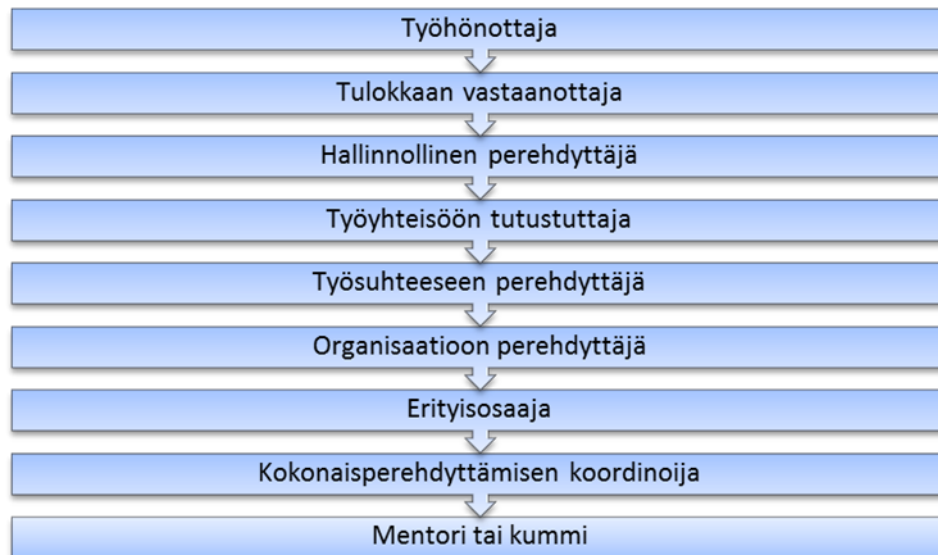 Työhönottaja
Tulokkaan vastaanottaja
Hallinnollinen perehdyttäjä
Työyhteisöön tutustuttaja
Työsuhteeseen perehdyttäjä
Organisaatioon perehdyttäjä
Erityisosaaja
Kokonaisperehdyttämisen koordinoija
Mentori tai kummi